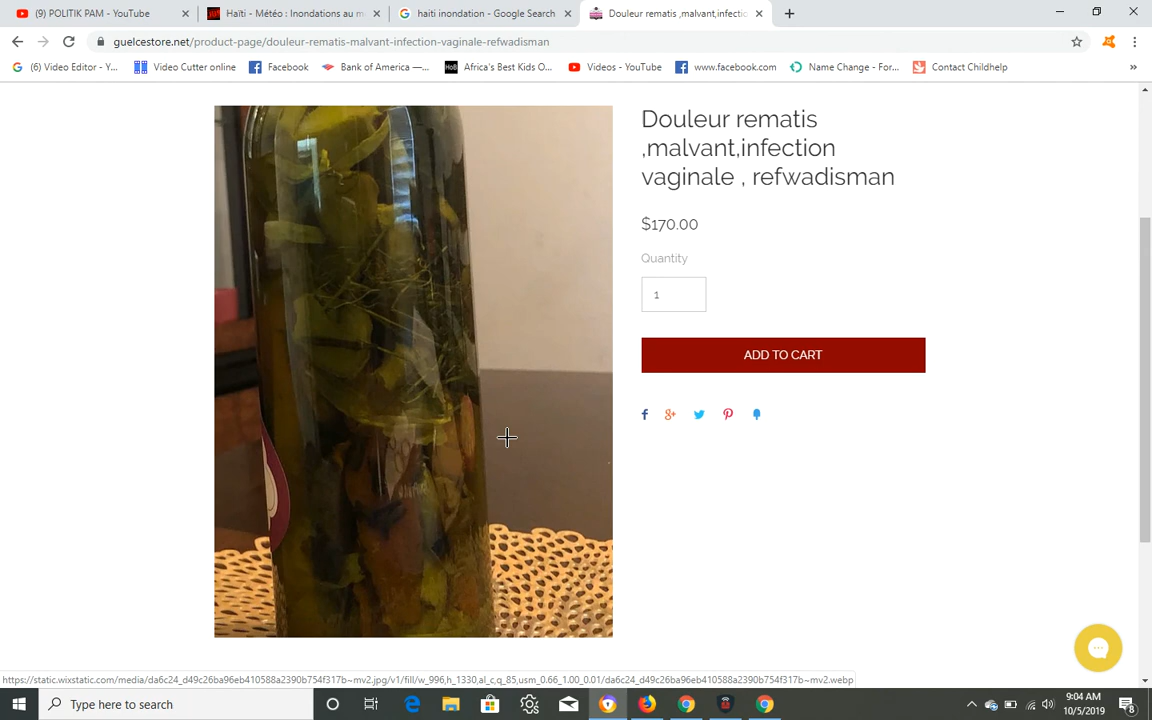 (9) POLITIK PAM - YouTube
Haïti - Météo : Inondations au m
haiti inondation - Google Search
Douleur rematis ,malvant,infectio
guelcestore.net/product-page/douleur-rematis-malvant-infection-vaginale-refwadisman
(6) Video Editor - Y...
Video Cutter online
Facebook
Bank of America —...
HoB
Africa's Best Kids O...
Videos - YouTube
www.facebook.com
Name Change - For...
Contact Childhelp
»
Douleur rematis
,malvant,infection
vaginale , refwadisman
$170.00
Quantity
1
ADD TO CART
https://static.wixstatic.com/media/da6c24_d49c26ba96eb410588a2372ba5f4f317b~mv2.jpg/v1/fill/w_996,h_1330,al_c,q_85,usm_0.66_1.00_0.01/da6c24_d49c26ba96eb410588a2372ba754f317b~mv2.webp
Type here to search
9:04 AM
10/5/2019
8